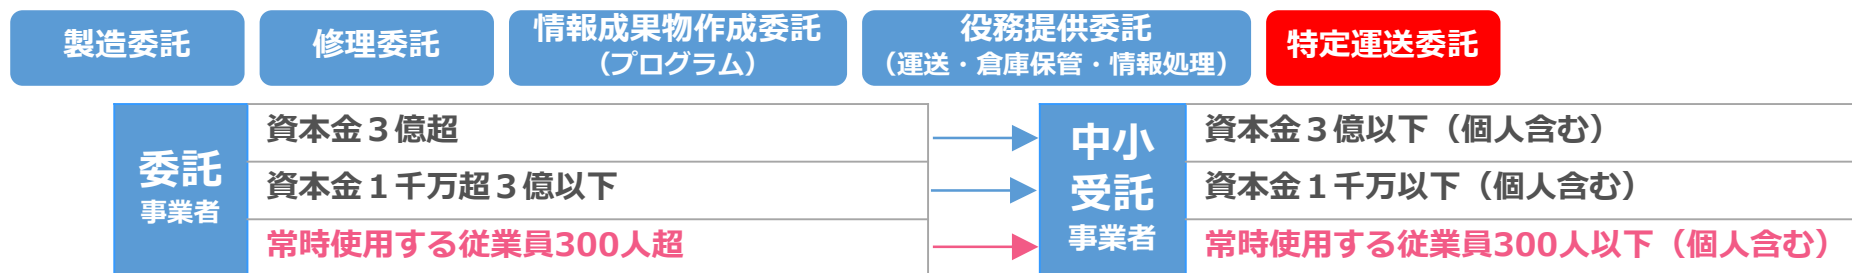 製造委託
修理委託
情報成果物作成委託
（プログラム）
役務提供委託
（運送・倉庫保管・情報処理）
特定運送委託
委託
事業者
資本金３億超
資本金１千万超３億以下
常時使用する従業員300人超
中小
受託
事業者
資本金３億以下（個人含む）
資本金１千万以下（個人含む）
常時使用する従業員300人以下（個人含む）